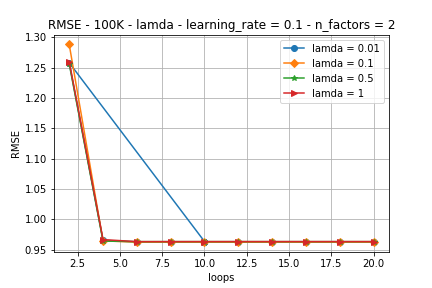 RMSE - 100K - lamda - learning_rate = 0.1 - n_factors = 2
1.30
1.25
1.20
1.15
1.10
1.05
1.00
0.95
RMSE
lamda = 0.01
lamda = 0.1
lamda = 0.5
lamda = 1
2.5 5.0 7.5 10.0 12.5 15.0 17.5 20.0
loops